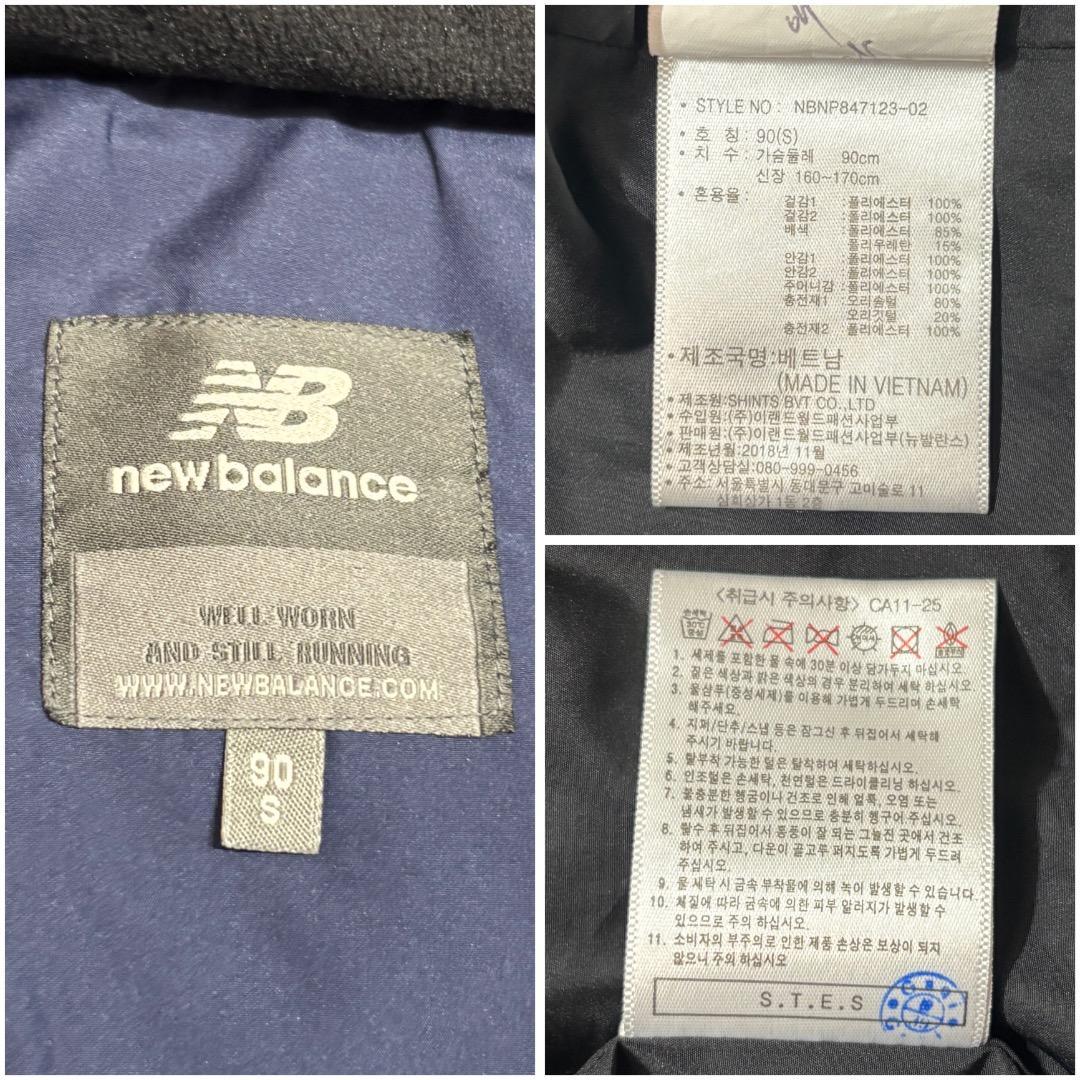 NB
new balance
WELL-WORN
AND STILL RUNNING
WWW.NEWBALANCE.COM
90
S
• STYLE NO : NBNP847123-02
• 호 칭 : 90(S)
• 치 수 : 가슴둘레 90cm
신장 160~170cm
• 혼용율 : 겉감1 :폴리에스터 100%
겉감2 :폴리에스터 100%
배색 :폴리에스터 85%
폴리우레탄 15%
안감1 :폴리에스터 100%
안감2 :폴리에스터 100%
주머니감 :폴리에스터 100%
충전재1 :오리솜털 80%
오리깃털 20%
충전재2 :폴리에스터 100%
• 제조국명:베트남
(MADE IN VIETNAM)
• 제조원:SHINTS BVT CO.,LTD
• 수입원:(주)이랜드월드패션사업부
• 판매원:(주)이랜드월드패션사업부(뉴발란스)
• 제조년월:2018년 11월
• 고객상담실:080-999-0456
• 주소: 서울특별시 동대문구 고미술로 11
삼희상가 1동 2층
<취급시 주의사항> CA11-25
손세탁
30℃
중성
드라이
1. 세제를 포함한 물 속에 30분 이상 담가두지 마십시오
2. 짙은 색상과 밝은 색상의 경우 분리하여 세탁 하십시오.
3. 울샴푸(중성세제)를 이용해 가볍게 두드리며 손세탁
해주세요.
4. 지퍼/단추/스냅 등은 잠그신 후 뒤집어서 세탁해
주시기 바랍니다.
5. 탈부착 가능한 털은 탈착하여 세탁하십시오.
6. 인조털은 손세탁, 천연털은 드라이클리닝 하십시오.
7. 불충분한 헹굼이나 건조로 인해 얼룩, 오염 또는
냄새가 발생할 수 있으므로 충분히 헹구어 주십시오.
8. 탈수 후 뒤집어서 통풍이 잘 되는 그늘진 곳에서 건조
하여 주시고, 다운이 골고루 퍼지도록 가볍게 두드려
주십시오.
9. 물 세탁 시 금속 부착물에 의해 녹이 발생할 수 있습니다.
10. 체질에 따라 금속에 의한 피부 알러지가 발생할 수
있으므로 주의 하십시오.
11. 소비자의 부주의로 인한 제품 손상은 보상이 되지
않으니 주의 하십시오
S.T.E.S